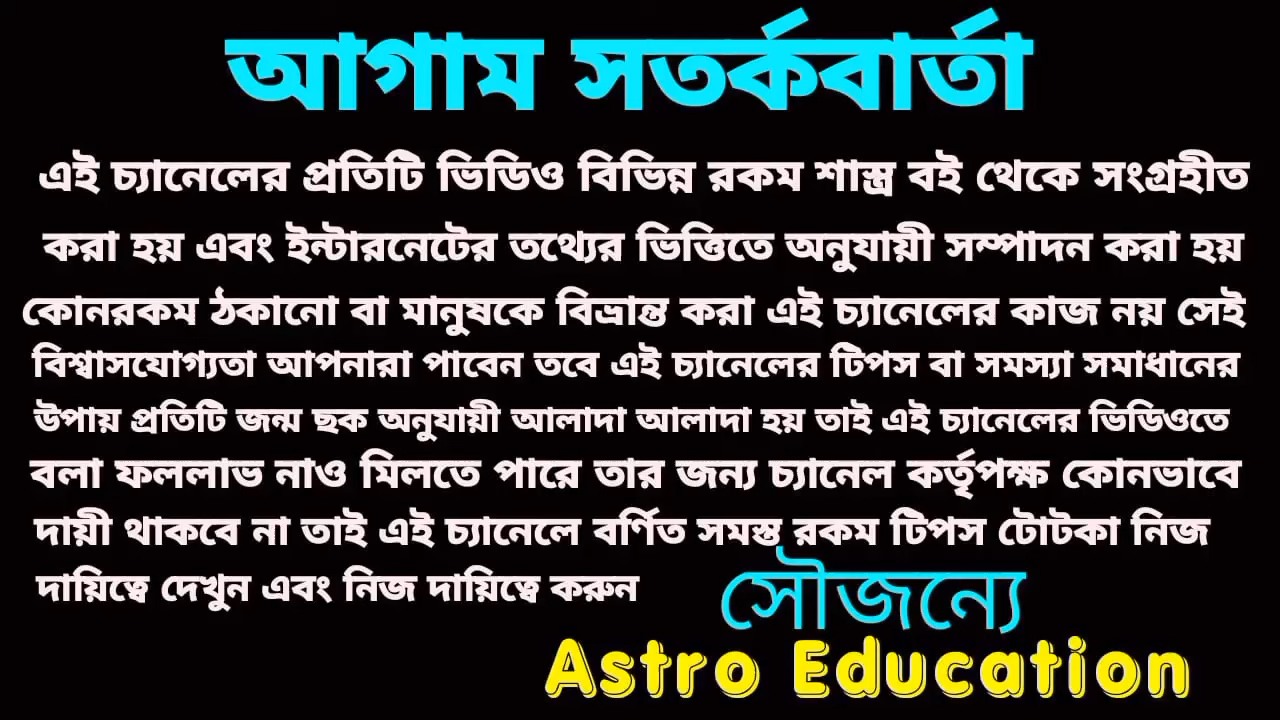 আগাম সতর্কবার্তা
এই চ্যানেলের প্রতিটি ভিডিও বিভিন্ন রকম শাস্ত্র বই থেকে সংগ্রহীত
করা হয় এবং ইন্টারনেটের তথ্যের ভিত্তিতে অনুযায়ী সম্পাদন করা হয়
কোনরকম ঠকানো বা মানুষকে বিভ্রান্ত করা এই চ্যানেলের কাজ নয় সেই
বিশ্বাসযোগ্যতা আপনারা পাবেন তবে এই চ্যানেলের টিপস বা সমস্যা সমাধানের
উপায় প্রতিটি জন্ম ছক অনুযায়ী আলাদা আলাদা হয় তাই এই চ্যানেলের ভিডিওতে
বলা ফললাভ নাও মিলতে পারে তার জন্য চ্যানেল কর্তৃপক্ষ কোনভাবে
দায়ী থাকবে না তাই এই চ্যানেলে বর্ণিত সমস্ত রকম টিপস টোটকা নিজ
দায়িত্বে দেখুন এবং নিজ দায়িত্বে করুন
সৌজন্যে
Astro Education